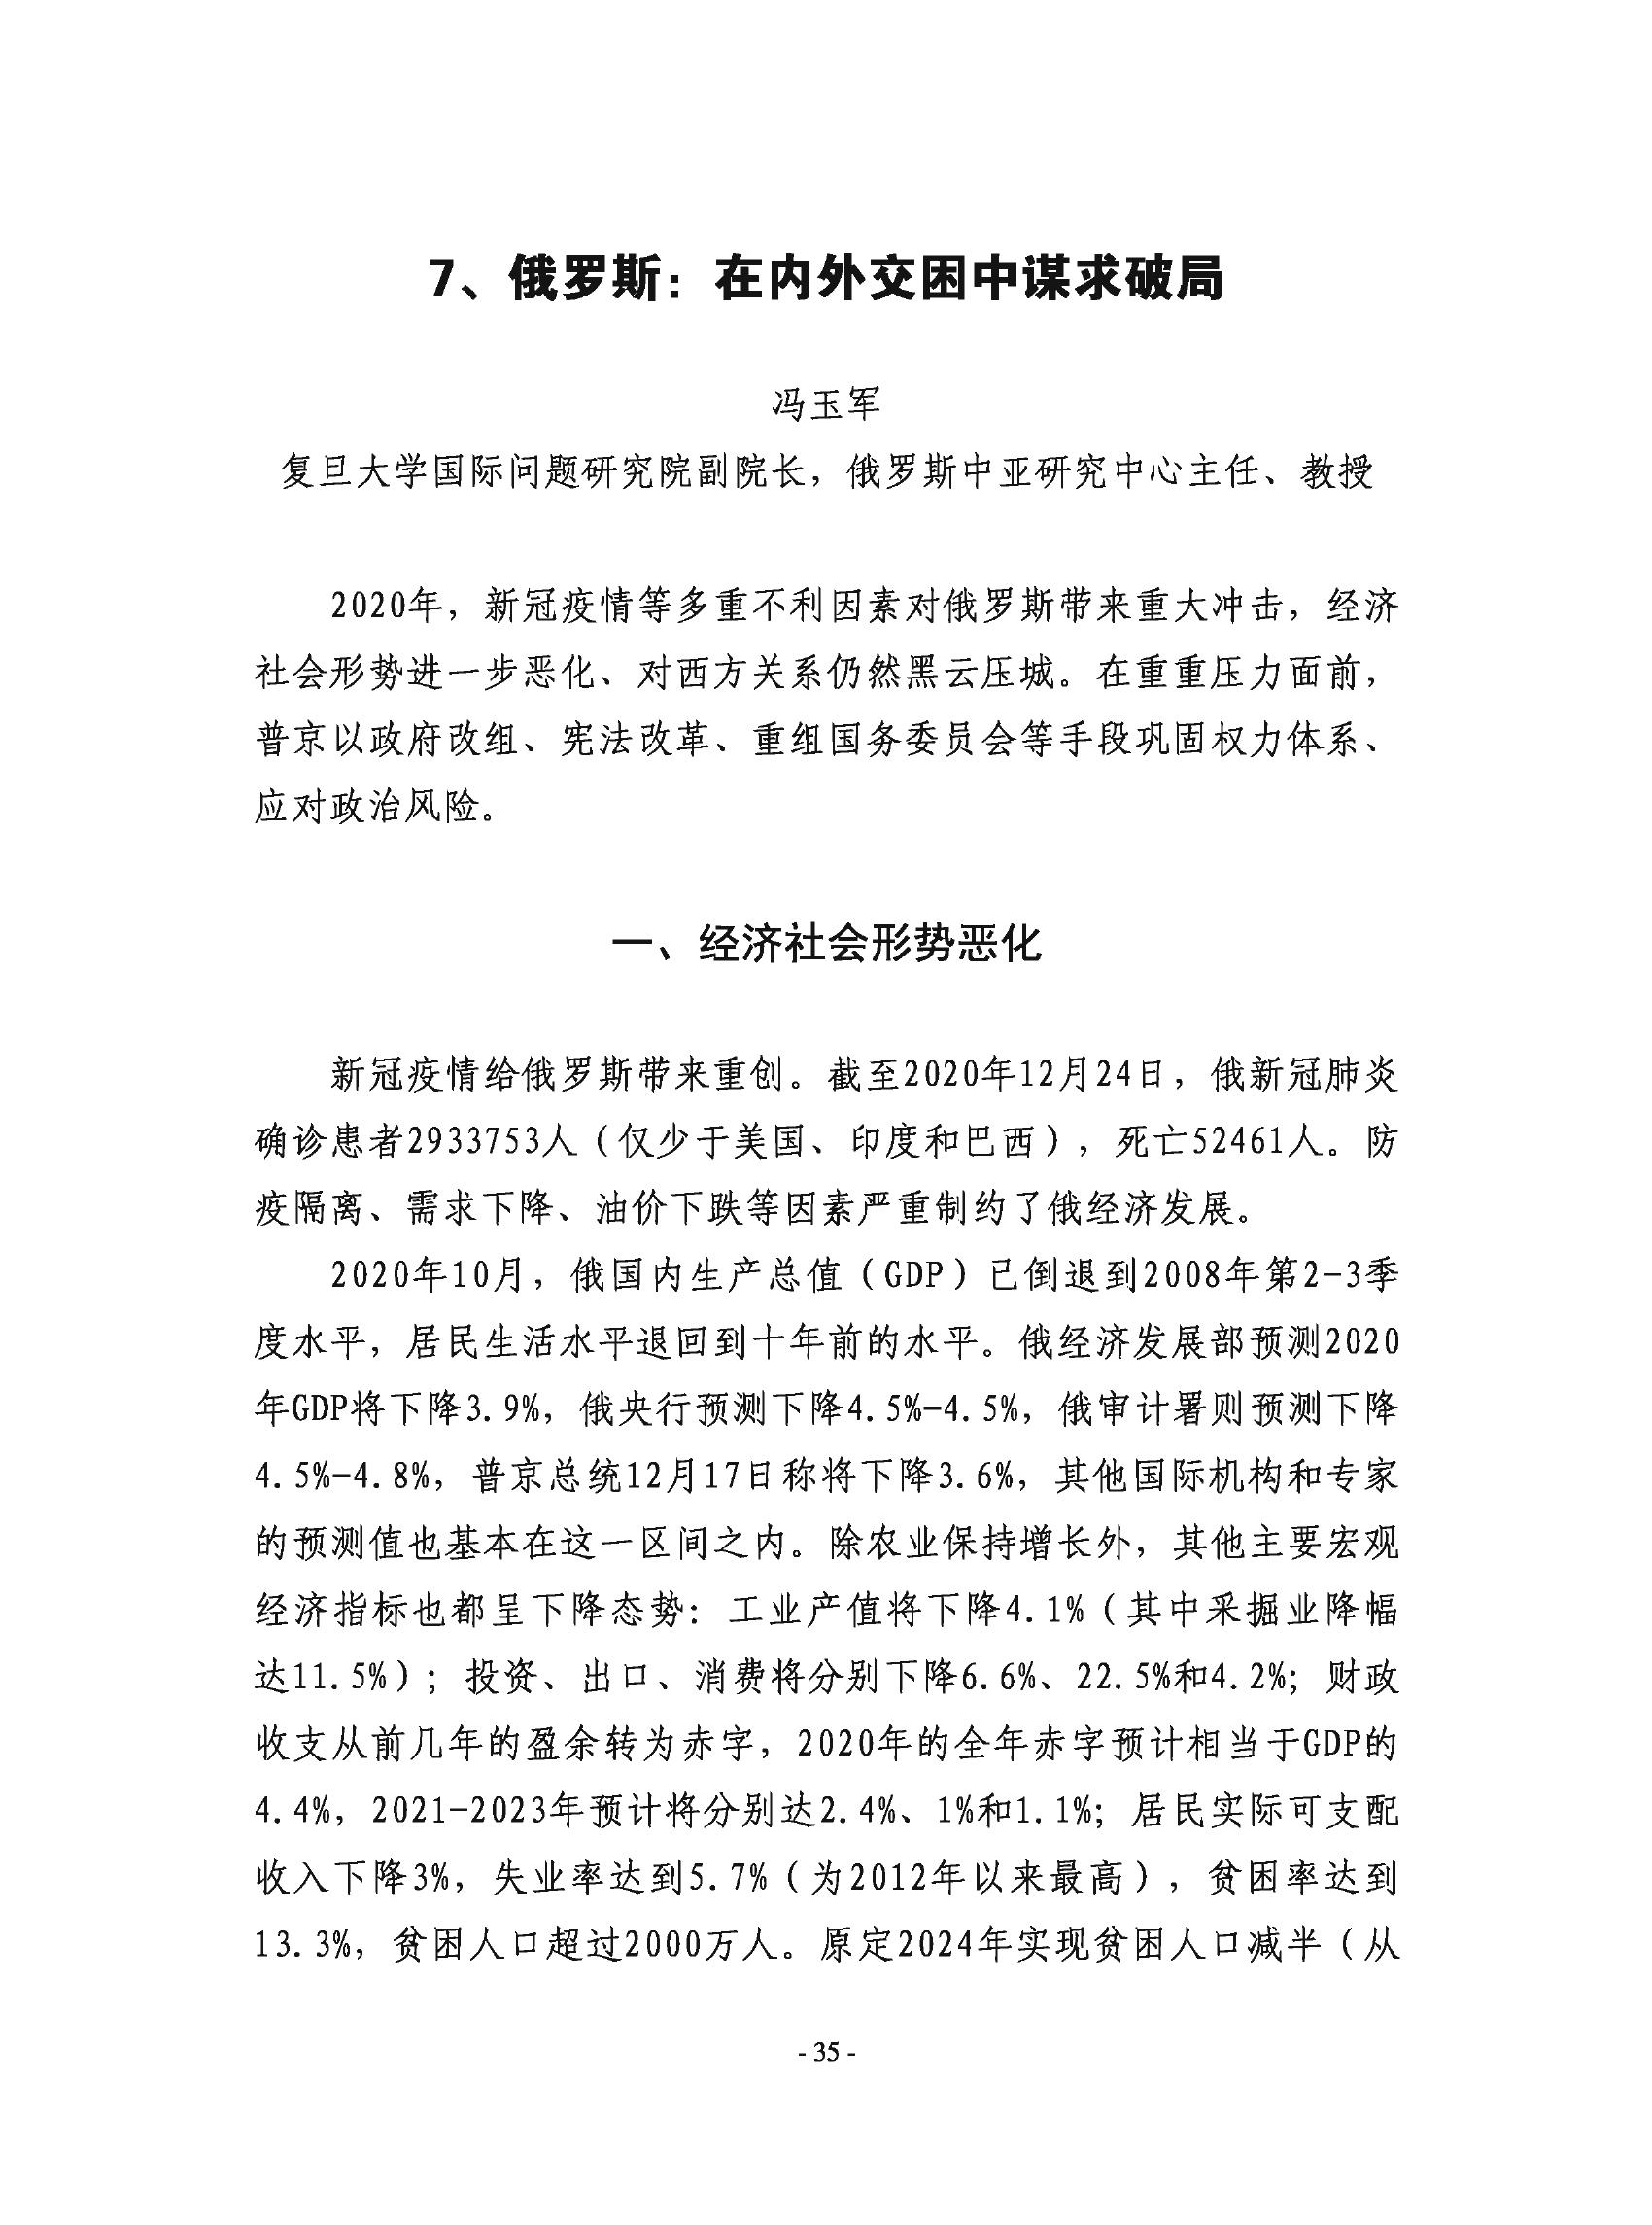 7、俄罗斯：在内外交困中谋求破局
冯玉军
复旦大学国际问题研究院副院长，俄罗斯中亚研究中心主任、教授
2020年，新冠疫情等多重不利因素对俄罗斯带来重大冲击，经济
社会形势进一步恶化、对西方关系仍然黑云压城。在重重压力面前，
普京以政府改组、宪法改革、重组国务委员会等手段巩固权力体系、
应对政治风险。
一、经济社会形势恶化
新冠疫情给俄罗斯带来重创。截至2020年12月24日，俄新冠肺炎
确诊患者2933753人（仅少于美国、印度和巴西），死亡52461人。防
疫隔离、需求下降、油价下跌等因素严重制约了俄经济发展。
2020年10月，俄国内生产总值（GDP）已倒退到2008年第2-3季
度水平，居民生活水平退回到十年前的水平。俄经济发展部预测2020
年GDP将下降3.9%，俄央行预测下降4.5%-4.5%，俄审计署则预测下降
4.5%-4.8%，普京总统12月17日称将下降3.6%，其他国际机构和专家
的预测值也基本在这一区间之内。除农业保持增长外，其他主要宏观
经济指标也都呈下降态势：工业产值将下降4.1%（其中采掘业降幅
达11.5%）；投资、出口、消费将分别下降6.6%、22.5%和4.2%；财政
收支从前几年的盈余转为赤字，2020年的全年赤字预计相当于GDP的
4.4%，2021-2023年预计将分别达2.4%、1%和1.1%；居民实际可支配
收入下降3%，失业率达到5.7%（为2012年以来最高），贫困率达到
13.3%，贫困人口超过2000万人。原定2024年实现贫困人口减半（从
- 35 -